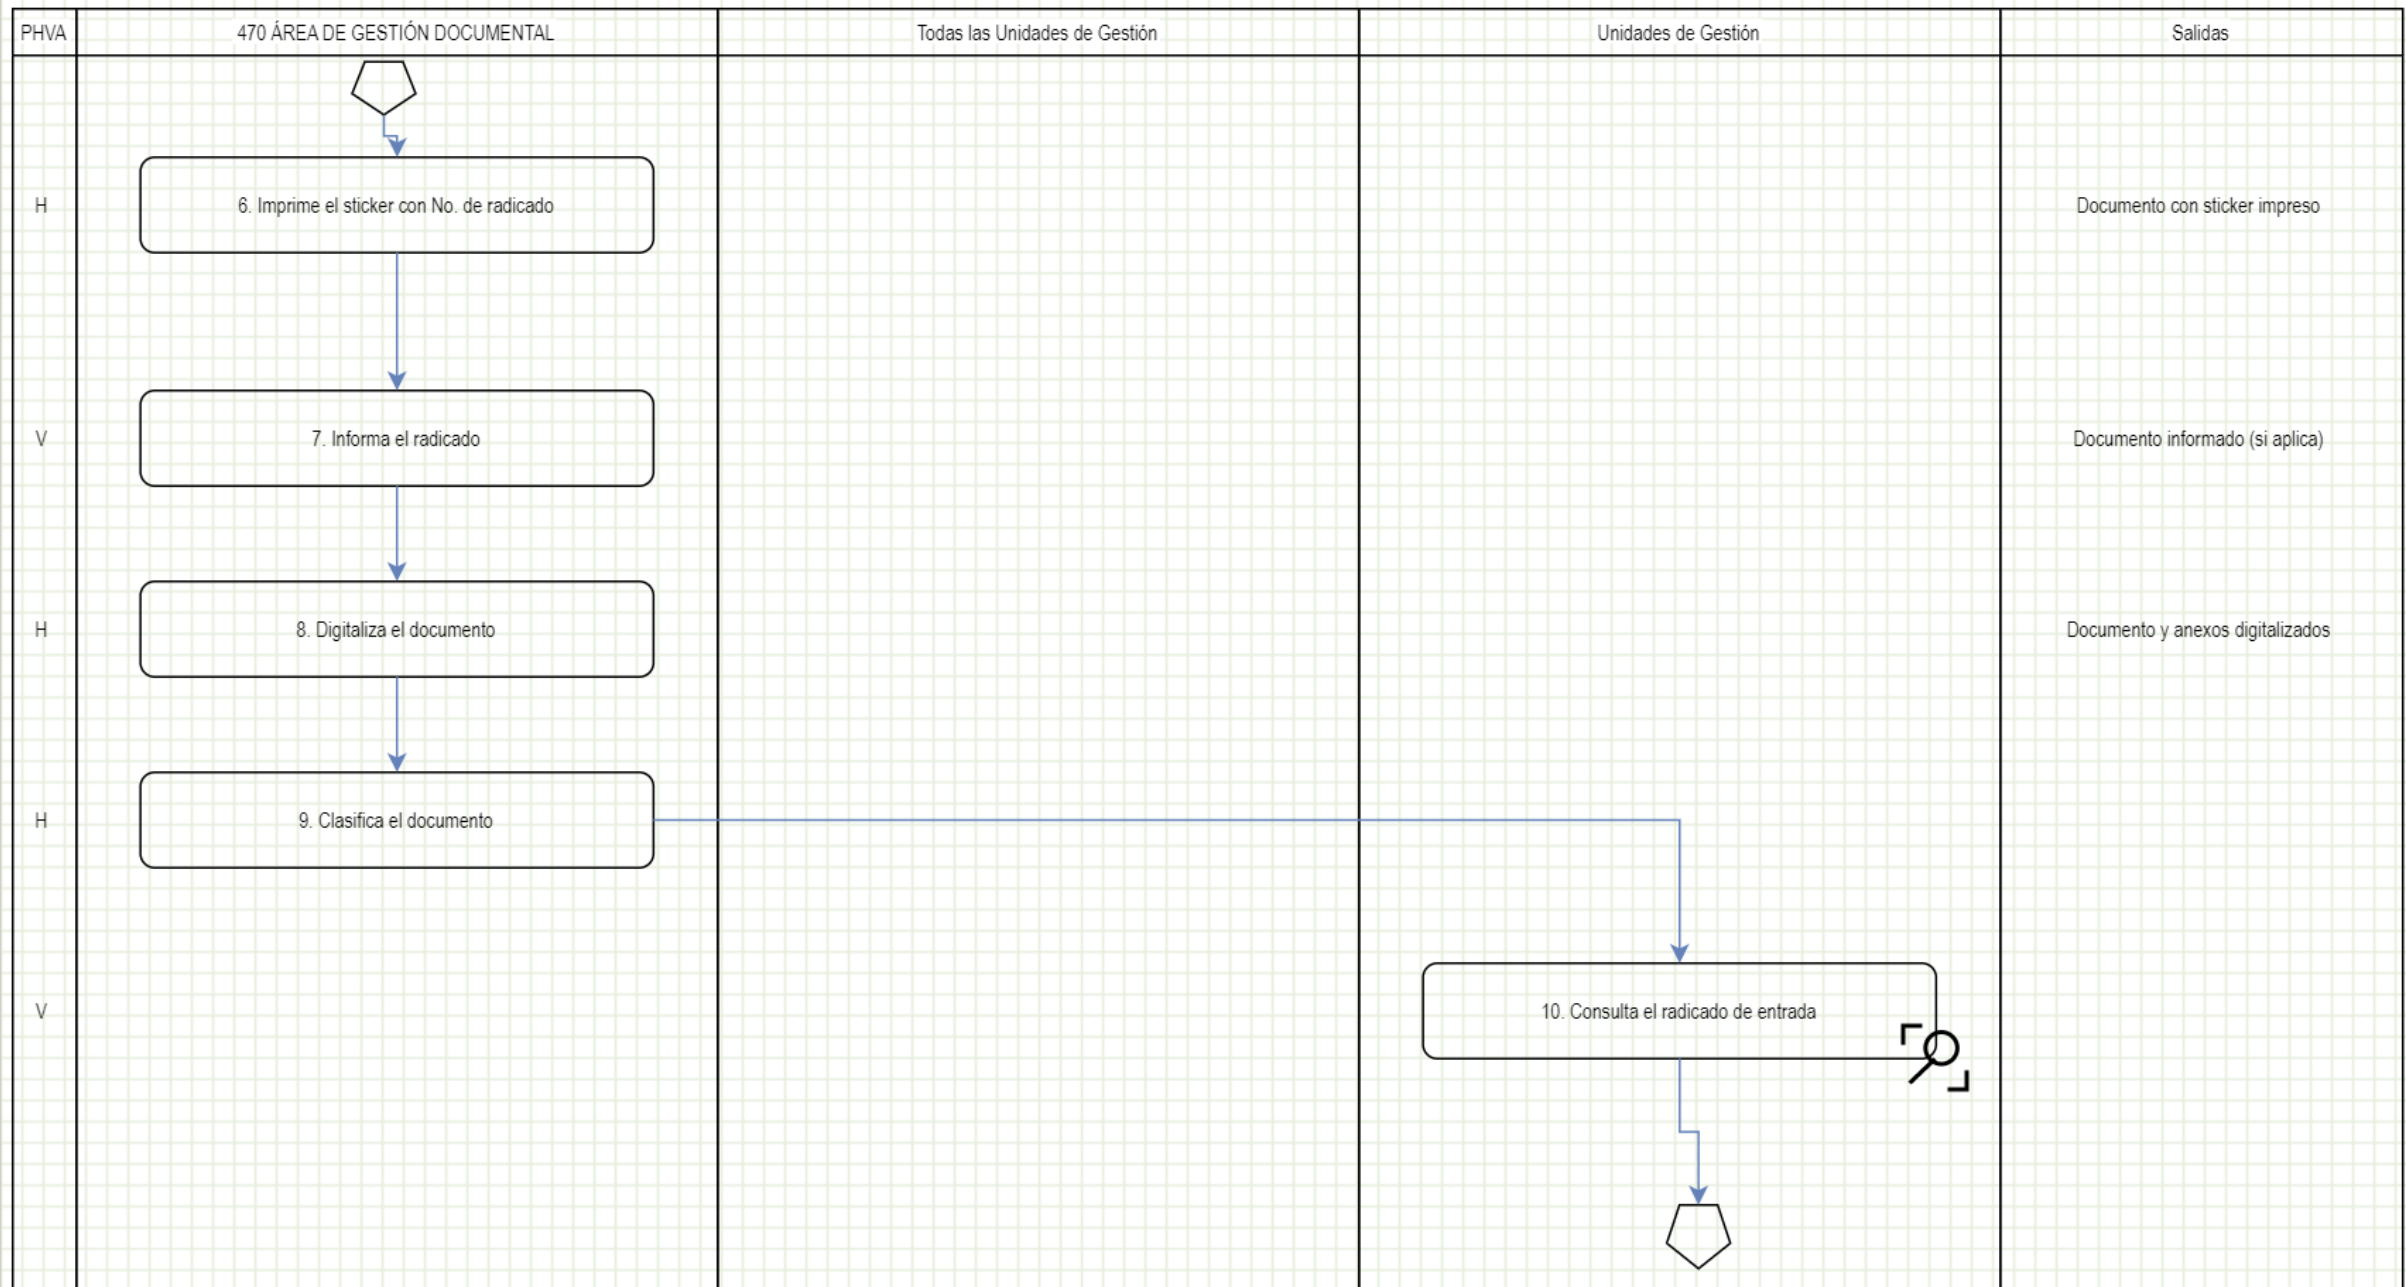 PHVA
470 ÁREA DE GESTIÓN DOCUMENTAL
Todas las Unidades de Gestión
Unidades de Gestión
Salidas
H
6. Imprime el sticker con No. de radicado
Documento con sticker impreso
V
7. Informa el radicado
Documento informado (si aplica)
H
8. Digitaliza el documento
Documento y anexos digitalizados
H
9. Clasifica el documento
V
10. Consulta el radicado de entrada